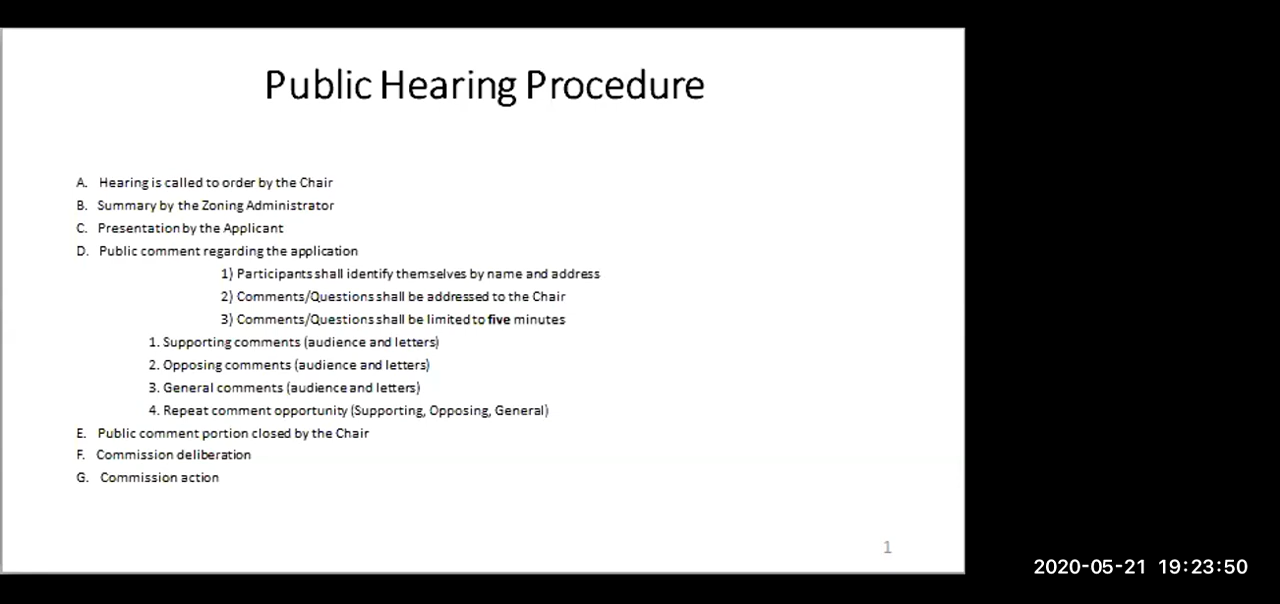 Public Hearing Procedure
A. Hearing is called to order by the Chair
B. Summary by the Zoning Administrator
C. Presentation by the Applicant
D. Public comment regarding the application
1) Participants shall identify themselves by name and address
2) Comments/Questions shall be addressed to the Chair
3) Comments/Questions shall be limited to five minutes
1. Supporting comments (audience and letters)
2. Opposing comments (audience and letters)
3. General comments (audience and letters)
4. Repeat comment opportunity (Supporting, Opposing, General)
E. Public comment portion closed by the Chair
F. Commission deliberation
G. Commission action
1
2020-05-21 19:23:50